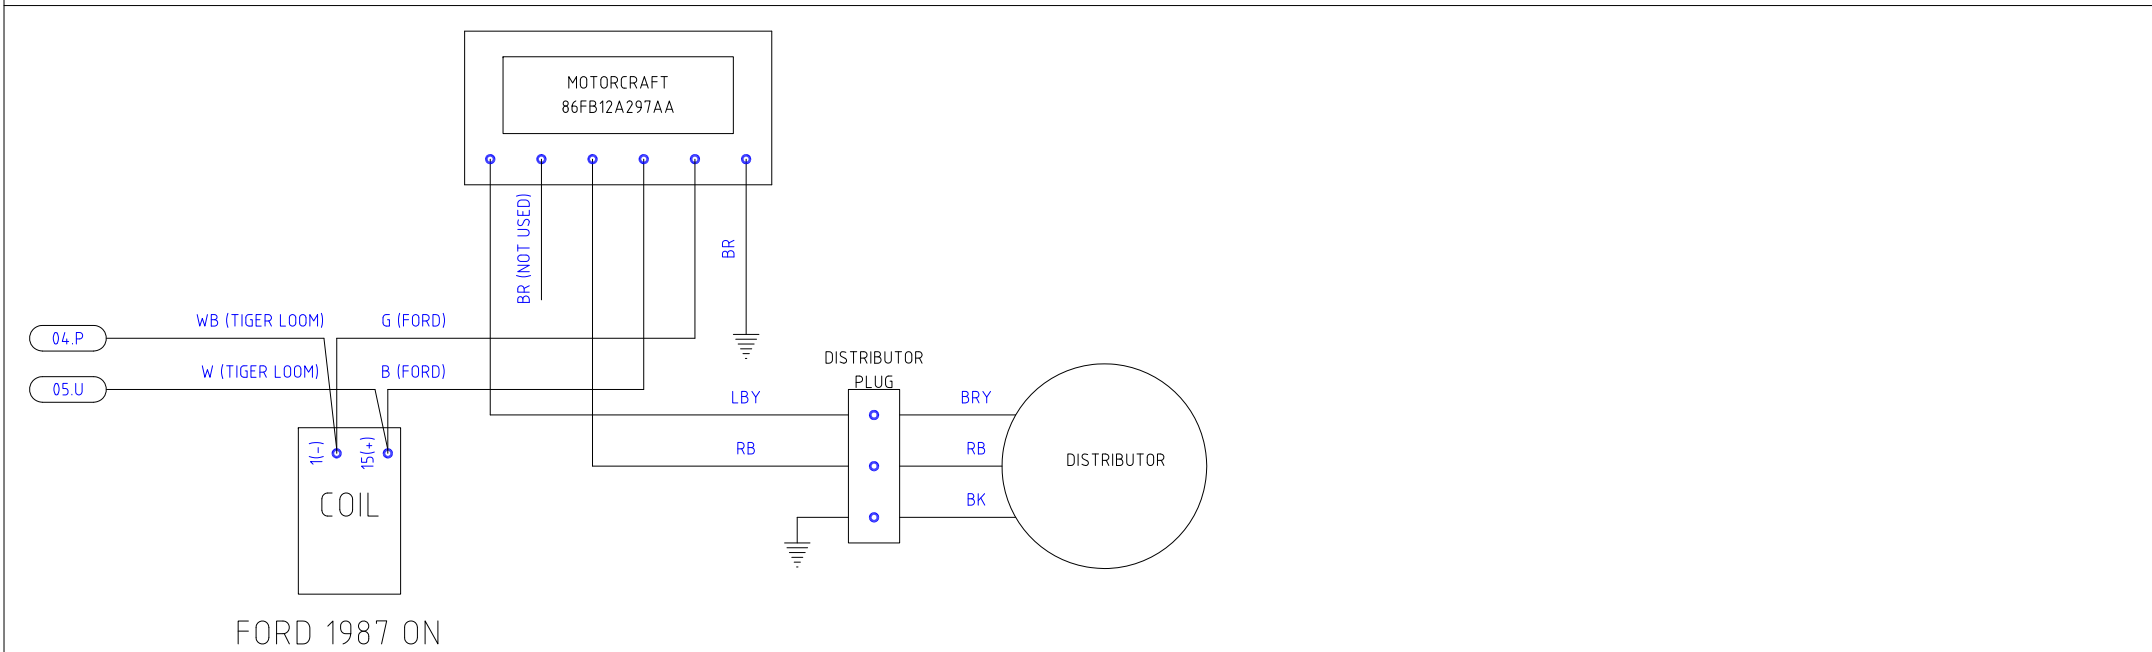 MOTORCRAFT
86FB12A297AA
BR (NOT USED)
BR
WB (TIGER LOOM)
G (FORD)
04.P
W (TIGER LOOM)
B (FORD)
05.U
DISTRIBUTOR
PLUG
LBY
BRY
RB
RB
BK
DISTRIBUTOR
1(-)
15(+)
COIL
FORD 1987 ON